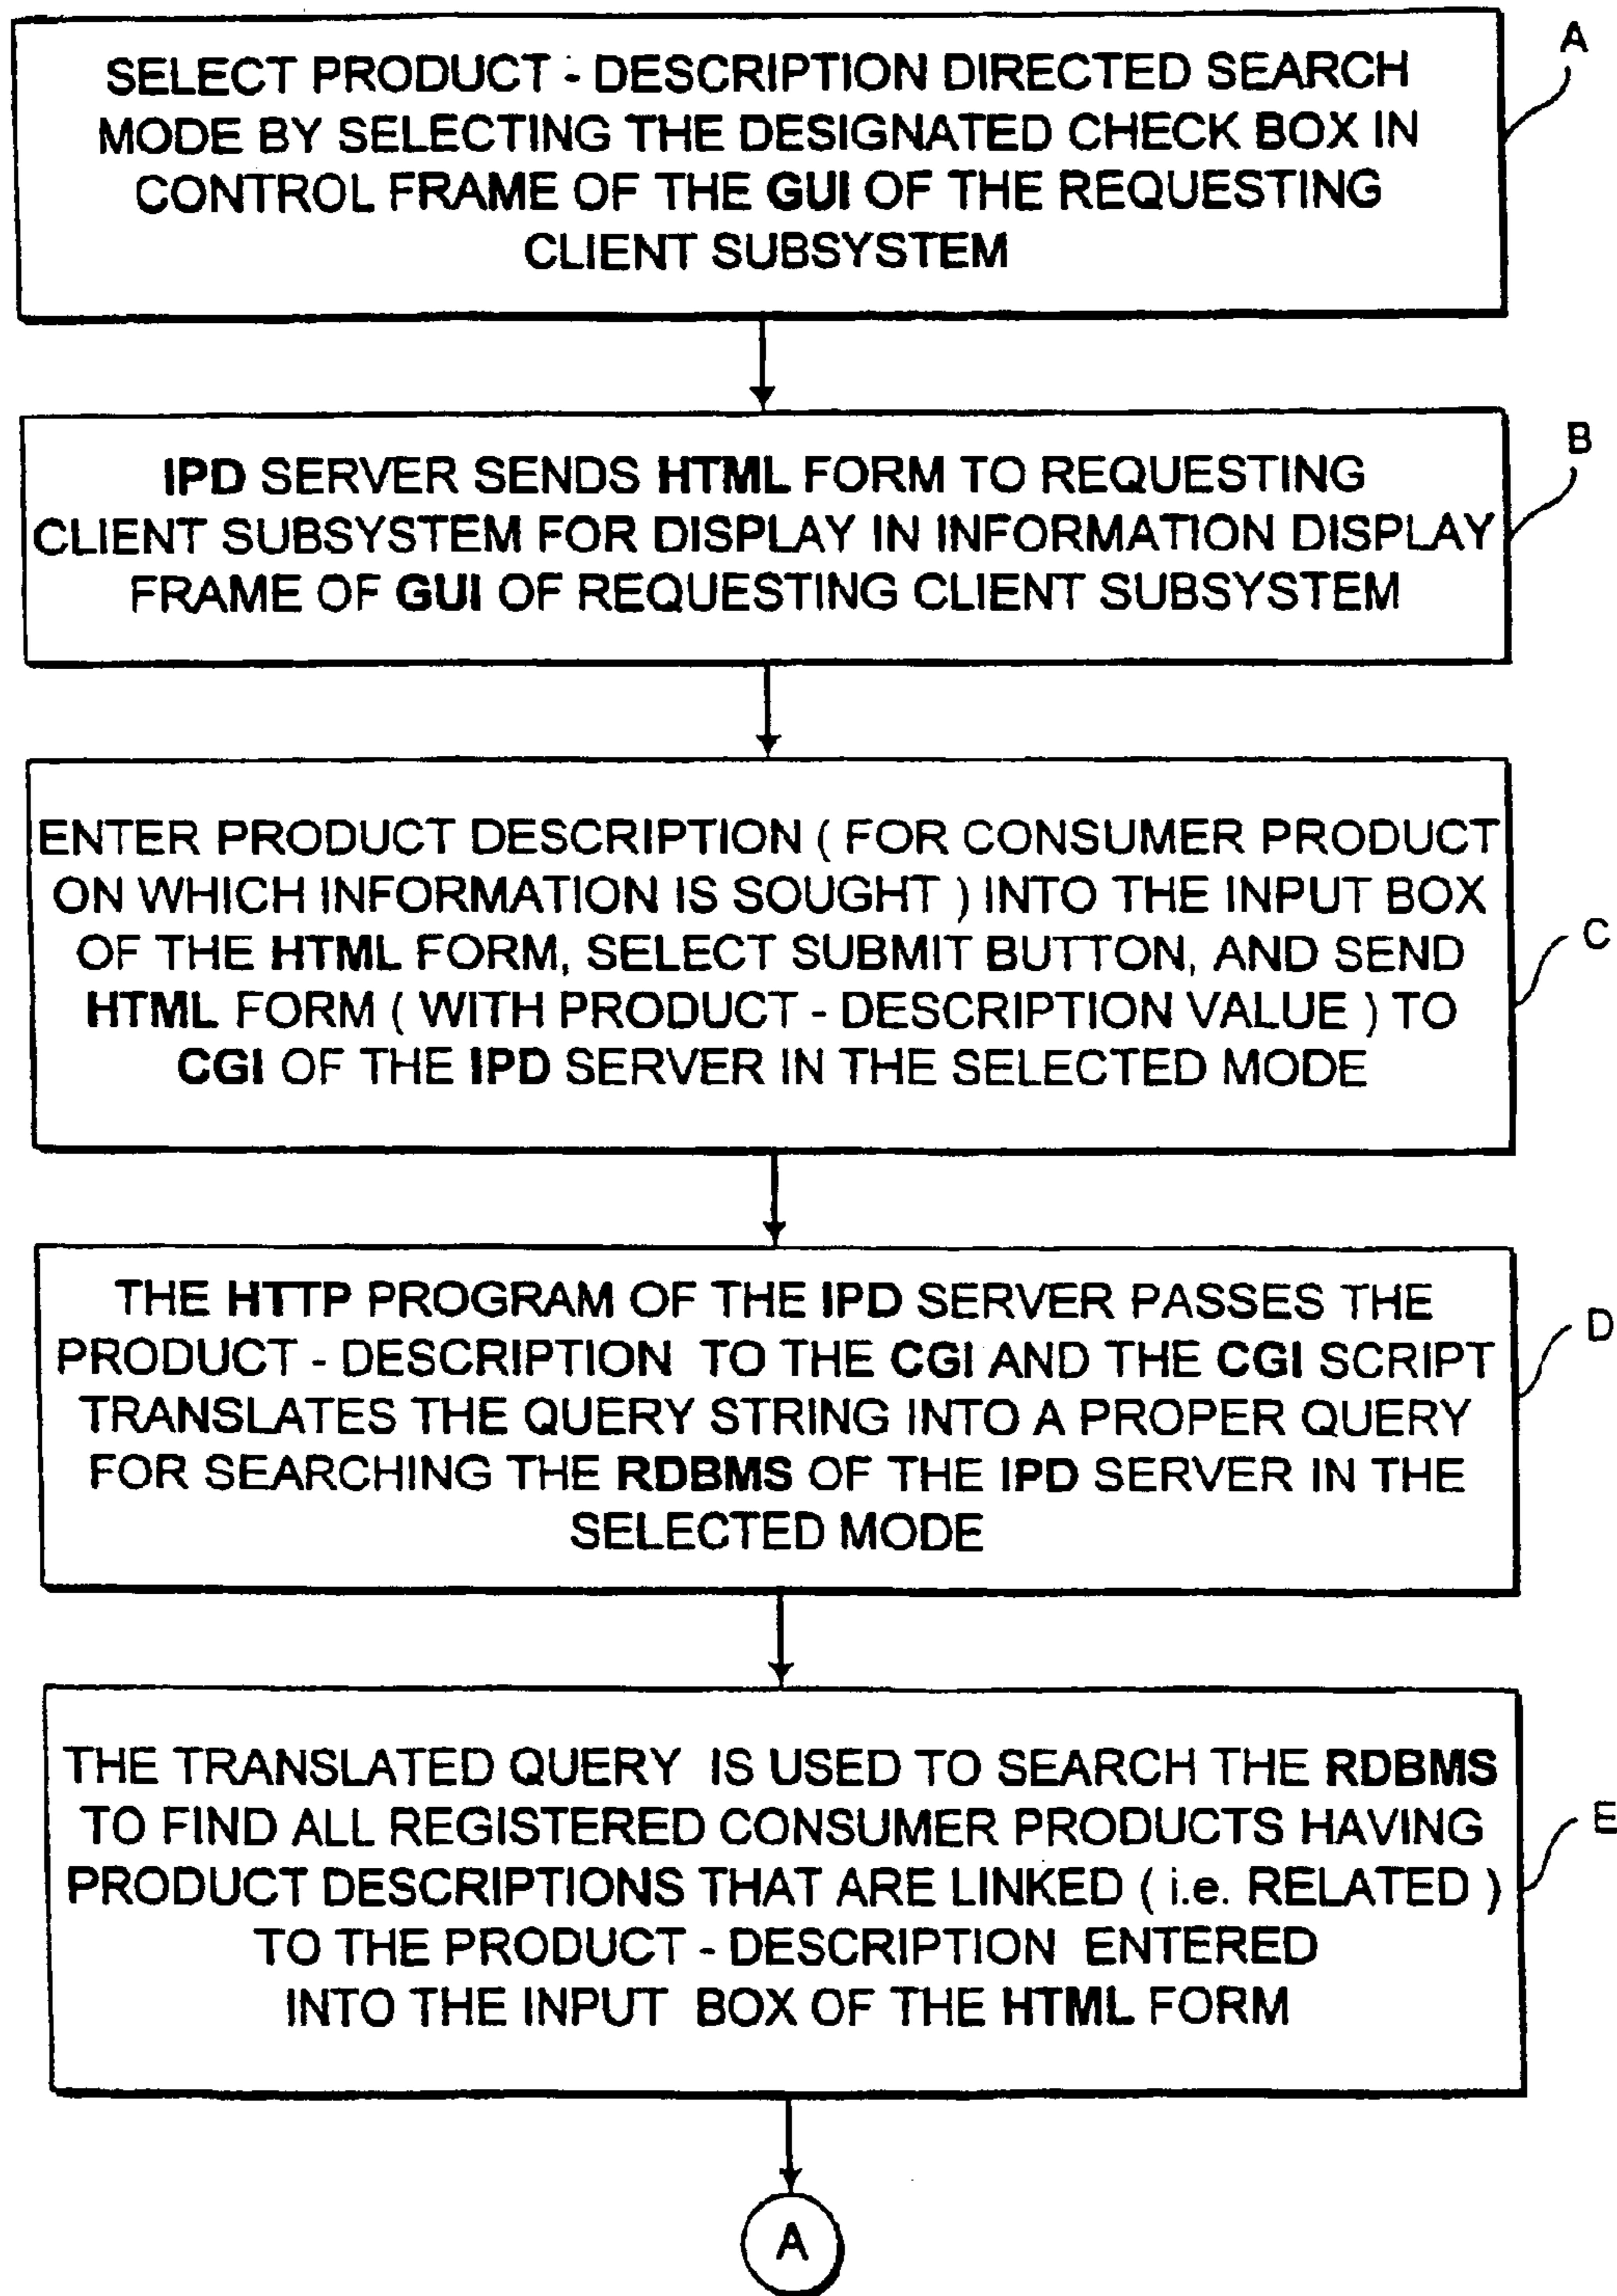 SELECT PRODUCT - DESCRIPTION DIRECTED SEARCH
MODE BY SELECTING THE DESIGNATED CHECK BOX IN
CONTROL FRAME OF THE GUI OF THE REQUESTING
CLIENT SUBSYSTEM
A
IPD SERVER SENDS HTML FORM TO REQUESTING
CLIENT SUBSYSTEM FOR DISPLAY IN INFORMATION DISPLAY
FRAME OF GUI OF REQUESTING CLIENT SUBSYSTEM
B
ENTER PRODUCT DESCRIPTION ( FOR CONSUMER PRODUCT
ON WHICH INFORMATION IS SOUGHT ) INTO THE INPUT BOX
OF THE HTML FORM, SELECT SUBMIT BUTTON, AND SEND
HTML FORM ( WITH PRODUCT - DESCRIPTION VALUE ) TO
CGI OF THE IPD SERVER IN THE SELECTED MODE
C
THE HTTP PROGRAM OF THE IPD SERVER PASSES THE
PRODUCT - DESCRIPTION TO THE CGI AND THE CGI SCRIPT
TRANSLATES THE QUERY STRING INTO A PROPER QUERY
FOR SEARCHING THE RDBMS OF THE IPD SERVER IN THE
SELECTED MODE
D
THE TRANSLATED QUERY IS USED TO SEARCH THE RDBMS
TO FIND ALL REGISTERED CONSUMER PRODUCTS HAVING
PRODUCT DESCRIPTIONS THAT ARE LINKED ( i.e. RELATED )
TO THE PRODUCT - DESCRIPTION ENTERED
INTO THE INPUT BOX OF THE HTML FORM
E
A